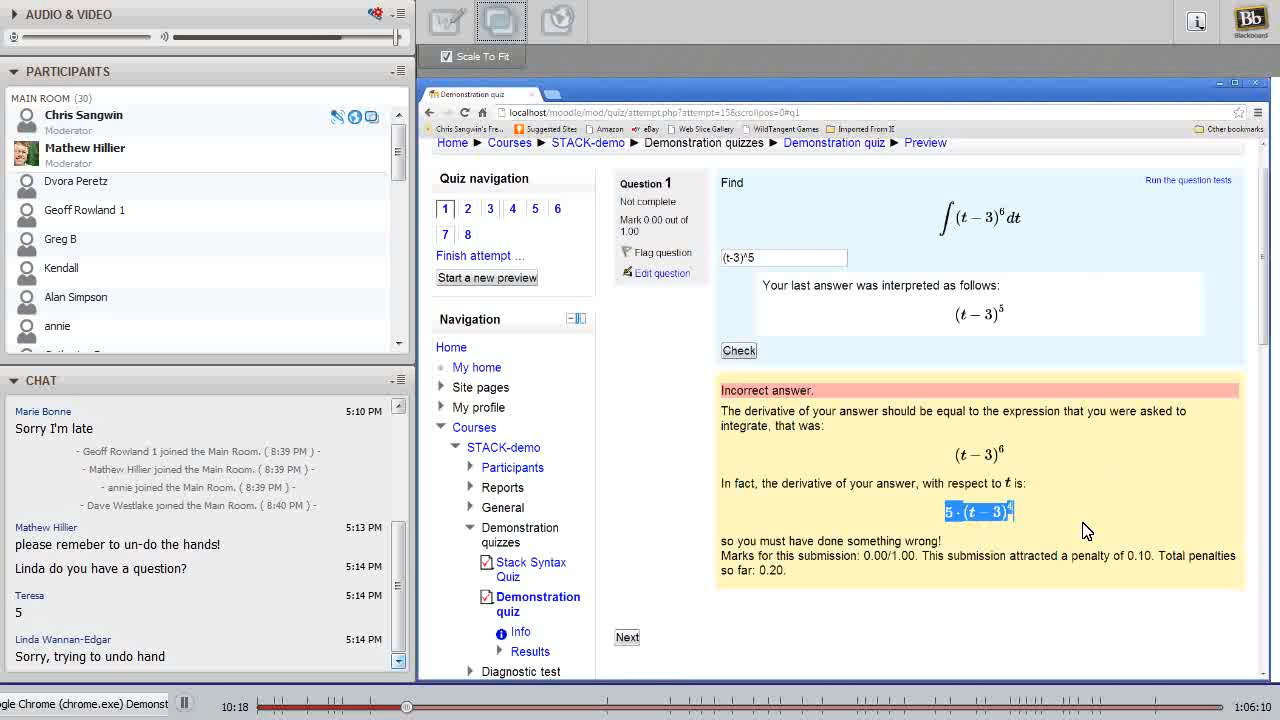 AUDIO & VIDEO
PARTICIPANTS
MAIN ROOM (30)
Chris Sangwin
Moderator
Mathew Hillier
Moderator
Dvora Peretz
Geoff Rowland 1
Greg B
Kendall
Alan Simpson
annie
CHAT
Marie Bonne 5:10 PM
Sorry I'm late
- Geoff Rowland 1 joined the Main Room. ( 8:39 PM ) -
- Mathew Hillier joined the Main Room. ( 8:39 PM ) -
- annie joined the Main Room. ( 8:39 PM ) -
- Dave Westlake joined the Main Room. ( 8:40 PM ) -
Mathew Hillier 5:13 PM
please remeber to un-do the hands!
Linda do you have a question? 5:14 PM
Teresa 5:14 PM
5
Linda Wannan-Edgar 5:14 PM
Sorry, trying to undo hand
Scale To Fit
Bb
Blackboard
Demonstration quiz
localhost/moodle/mod/quiz/attempt.php?attempt=15&scrollpos=0#q1
Chris Sangwin's Fre... Suggested Sites Amazon eBay Web Slice Gallery WildTangent Games Imported From IE Other bookmarks
Home ► Courses ► STACK-demo ► Demonstration quizzes ► Demonstration quiz ► Preview
Quiz navigation
1 2 3 4 5 6
7 8
Finish attempt ...
Start a new preview
Navigation
Home
My home
Site pages
My profile
Courses
STACK-demo
Participants
Reports
General
Demonstration
quizzes
Stack Syntax
Quiz
Demonstration
quiz
Info
Results
Diagnostic test
Question 1
Not complete
Mark 0.00 out of
1.00
Flag question
Edit question
Find
Run the question tests
∫(t − 3)⁶dt
(t-3)^5
Your last answer was interpreted as follows:
(t − 3)⁵
Check
Incorrect answer.
The derivative of your answer should be equal to the expression that you were asked to
integrate, that was:
(t − 3)⁶
In fact, the derivative of your answer, with respect to t is:
5 · (t − 3)⁴
so you must have done something wrong!
Marks for this submission: 0.00/1.00. This submission attracted a penalty of 0.10. Total penalties
so far: 0.20.
Next
gle Chrome (chrome.exe) Demonst
10:18
1:06:10